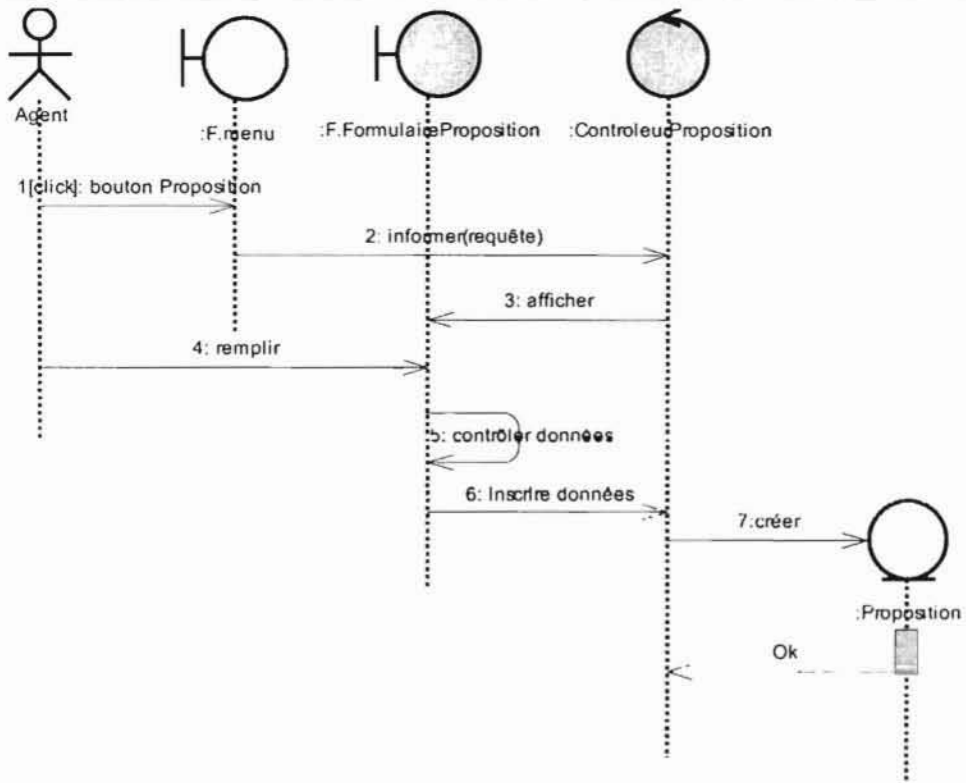 Agent
:F.menu
:F.FormulaireProposition
:ControleurProposition
1[click]: bouton Proposition
2: informer(requête)
3: afficher
4: remplir
5: contrôler données
6: Inscrire données
7:créer
:Proposition
Ok